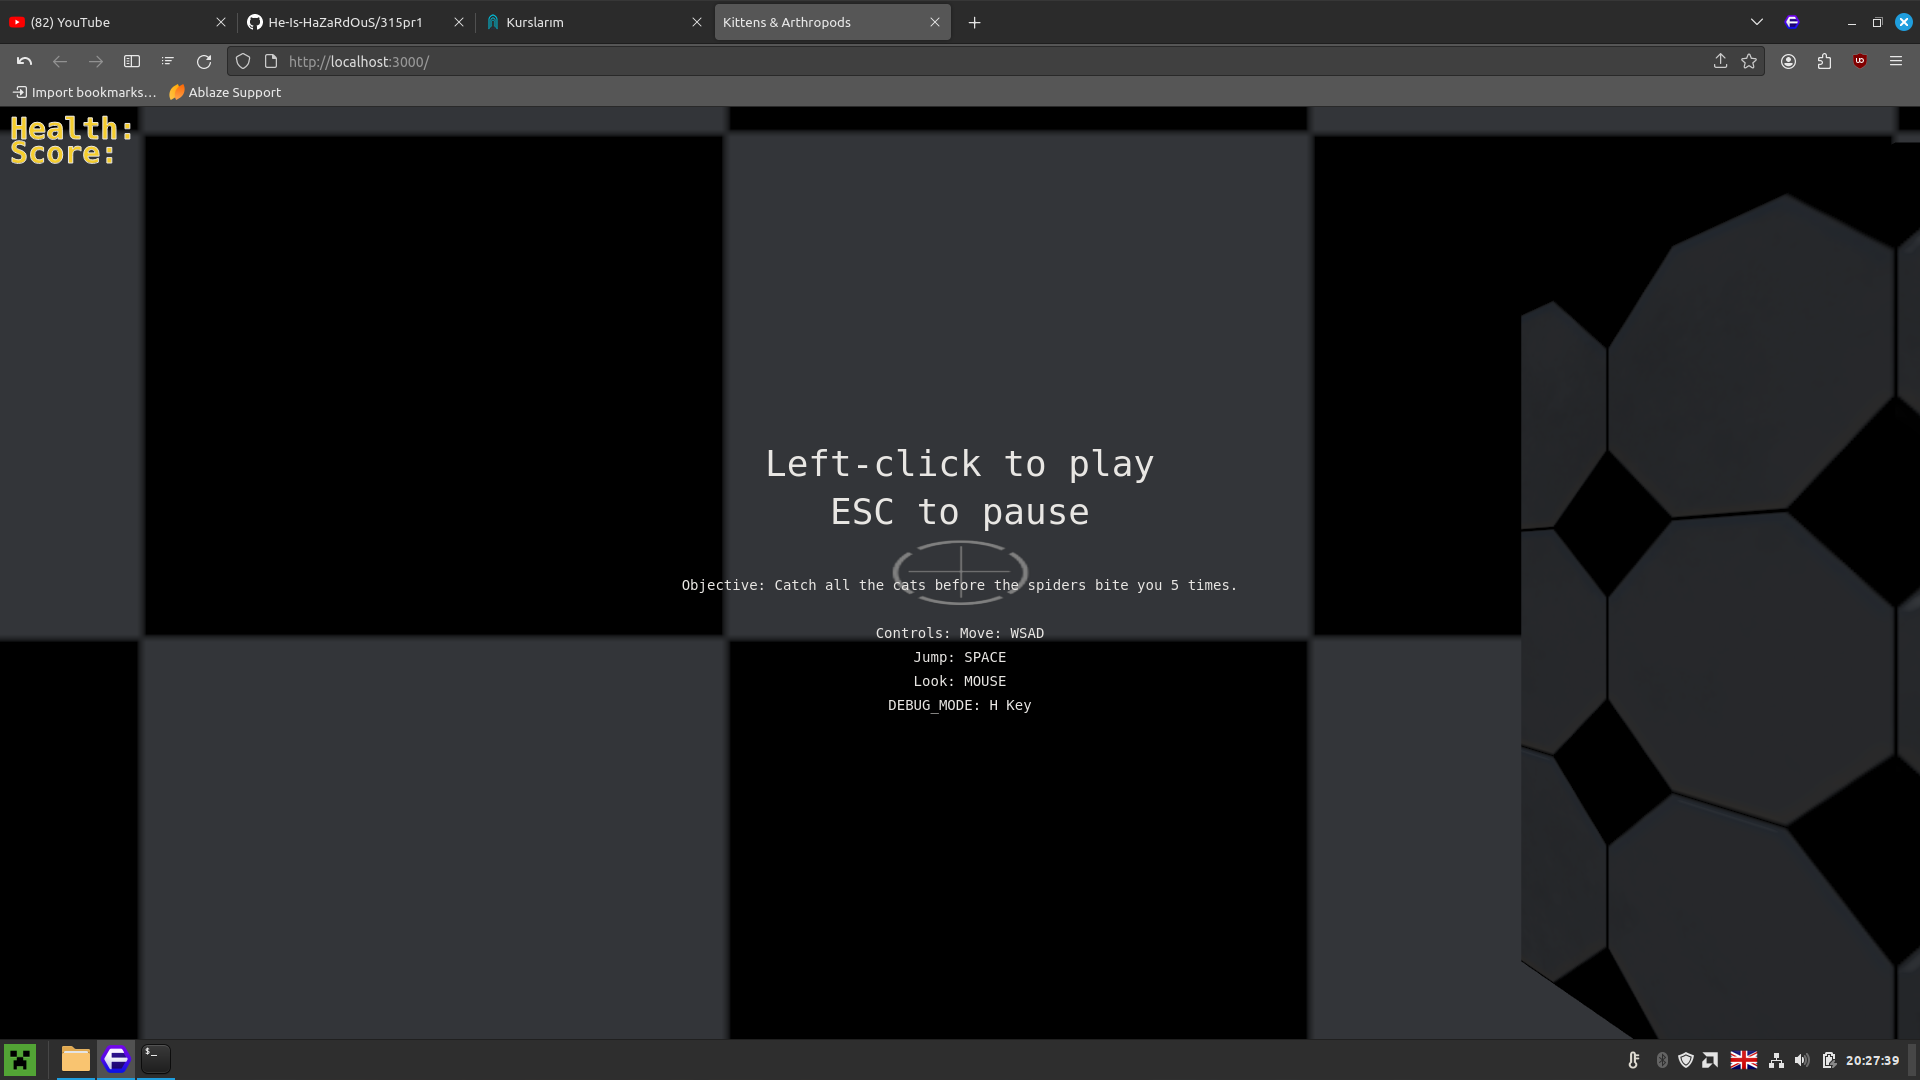 (82) YouTube
He-Is-HaZaRdOuS/315pr1
Kurslarım
Kittens & Arthropods
http://localhost:3000/
Import bookmarks…
Ablaze Support
Health:
Score:
Left-click to play
ESC to pause
Objective: Catch all the cats before the spiders bite you 5 times.
Controls: Move: WSAD
Jump: SPACE
Look: MOUSE
DEBUG_MODE: H Key
20:27:39